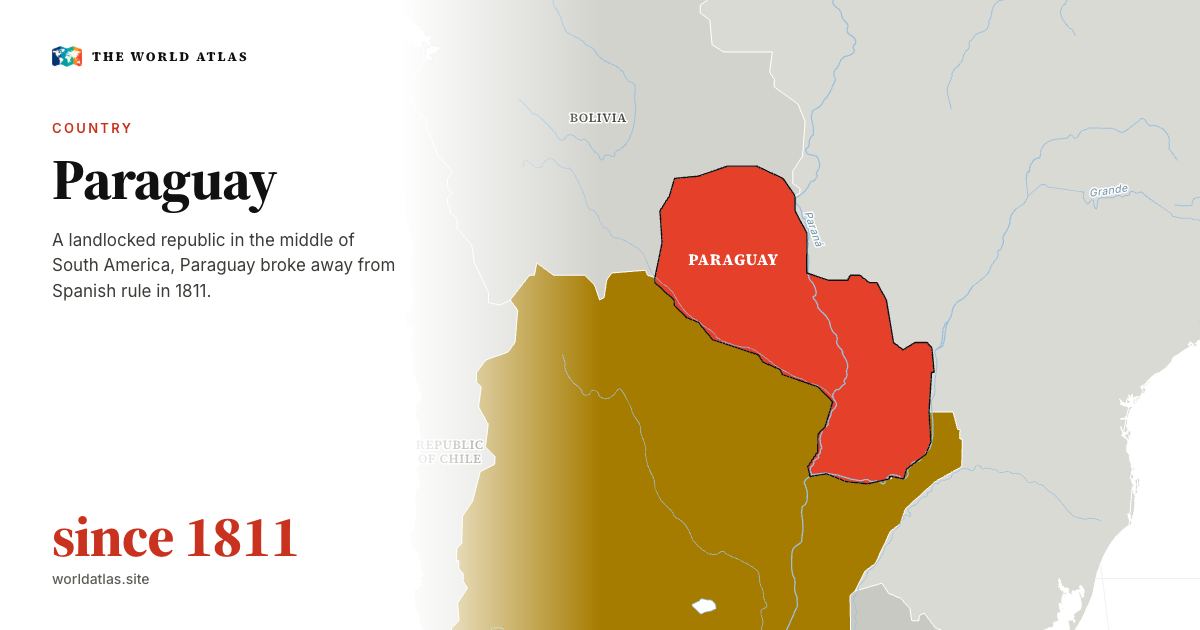 THE WORLD ATLAS
COUNTRY
Paraguay
A landlocked republic in the middle of
South America, Paraguay broke away from
Spanish rule in 1811.
since 1811
worldatlas.site
BOLIVIA
Paraná
Grande
PARAGUAY
REPUBLIC
OF CHILE